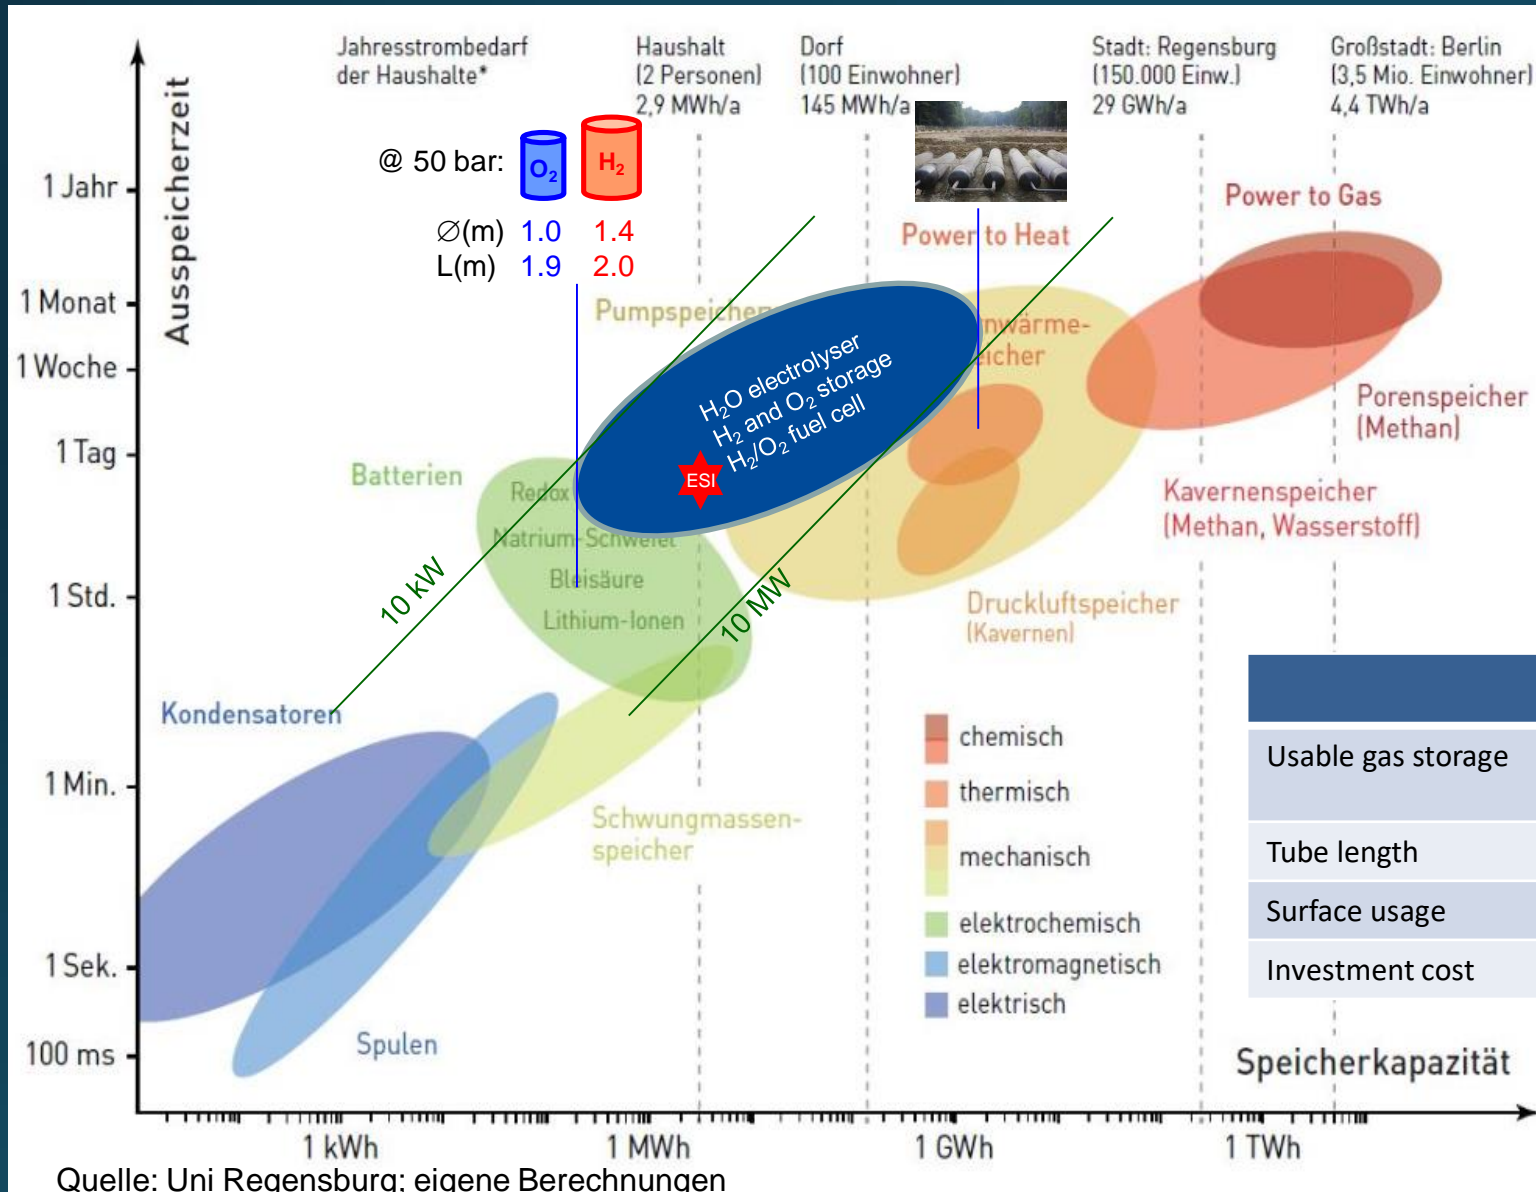 Jahresstrombedarf
der Haushalte*
Haushalt
(2 Personen)
2,9 MWh/a
Dorf
(100 Einwohner)
145 MWh/a
Stadt: Regensburg
(150.000 Einw.)
29 GWh/a
Großstadt: Berlin
(3,5 Mio. Einwohner)
4,4 TWh/a
Ausspeicherzeit
@ 50 bar:
O₂
H₂
∅(m) 1.0 1.4
L(m) 1.9 2.0
1 Jahr
1 Monat
1 Woche
1 Tag
1 Std.
1 Min.
1 Sek.
100 ms
Power to Gas
Power to Heat
Pumpspeicher
nwärme-
eicher
H₂O electrolyser
H₂ and O₂ storage
H₂/O₂ fuel cell
ESI
Porenspeicher
(Methan)
Kavernenspeicher
(Methan, Wasserstoff)
Batterien
Redox
Natrium-Schwefel
Bleisäure
Lithium-Ionen
10 kW
10 MW
Druckluftspeicher
(Kavernen)
Kondensatoren
Schwungmassen-
speicher
Spulen
chemisch
thermisch
mechanisch
elektrochemisch
elektromagnetisch
elektrisch
Usable gas storage
Tube length
Surface usage
Investment cost
Speicherkapazität
1 kWh
1 MWh
1 GWh
1 TWh
Quelle: Uni Regensburg; eigene Berechnungen